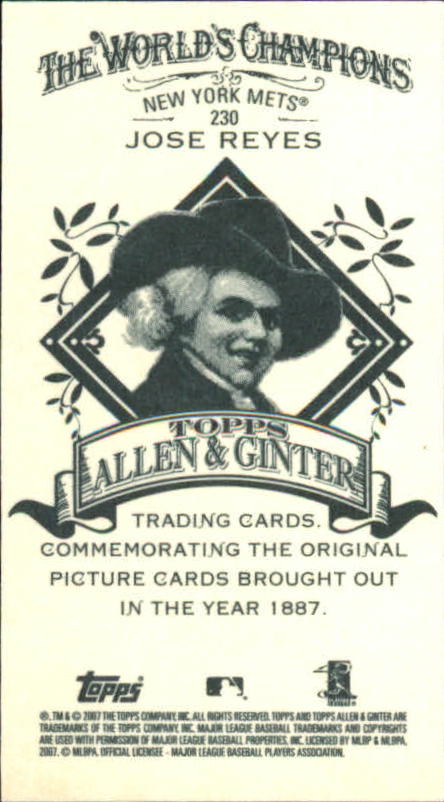 THE WORLD'S CHAMPIONS
NEW YORK METS®
230
JOSE REYES
TOPPS
ALLEN & GINTER
TRADING CARDS.
COMMEMORATING THE ORIGINAL
PICTURE CARDS BROUGHT OUT
IN THE YEAR 1887.
topps
®, TM & © 2007 THE TOPPS COMPANY, INC. ALL RIGHTS RESERVED. TOPPS AND TOPPS ALLEN & GINTER ARE
TRADEMARKS OF THE TOPPS COMPANY, INC. MAJOR LEAGUE BASEBALL TRADEMARKS AND COPYRIGHTS
ARE USED WITH PERMISSION OF MAJOR LEAGUE BASEBALL PROPERTIES, INC. LICENSED BY MLBP & MLBPA,
2007. © MLBPA. OFFICIAL LICENSEE - MAJOR LEAGUE BASEBALL PLAYERS ASSOCIATION.